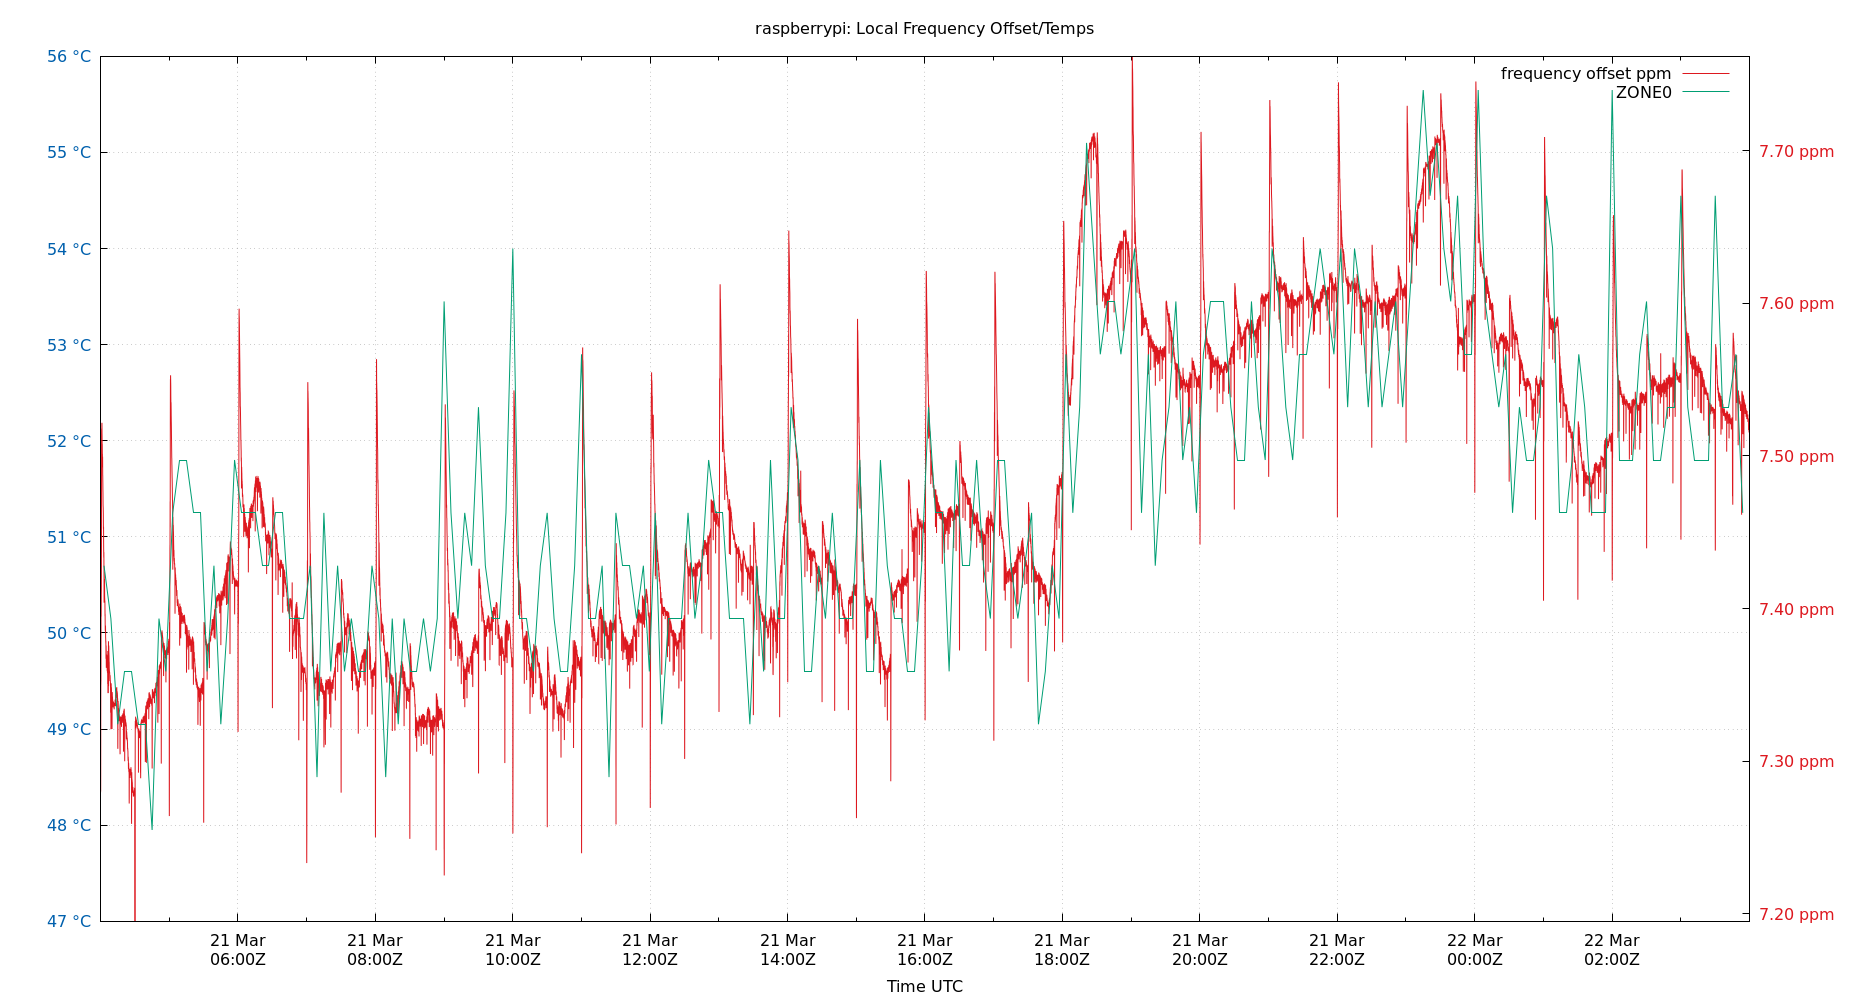 raspberrypi: Local Frequency Offset/Temps
frequency offset ppm
ZONE0
56 °C
55 °C
54 °C
53 °C
52 °C
51 °C
50 °C
49 °C
48 °C
47 °C
7.70 ppm
7.60 ppm
7.50 ppm
7.40 ppm
7.30 ppm
7.20 ppm
21 Mar
06:00Z
21 Mar
08:00Z
21 Mar
10:00Z
21 Mar
12:00Z
21 Mar
14:00Z
21 Mar
16:00Z
21 Mar
18:00Z
21 Mar
20:00Z
21 Mar
22:00Z
22 Mar
00:00Z
22 Mar
02:00Z
Time UTC